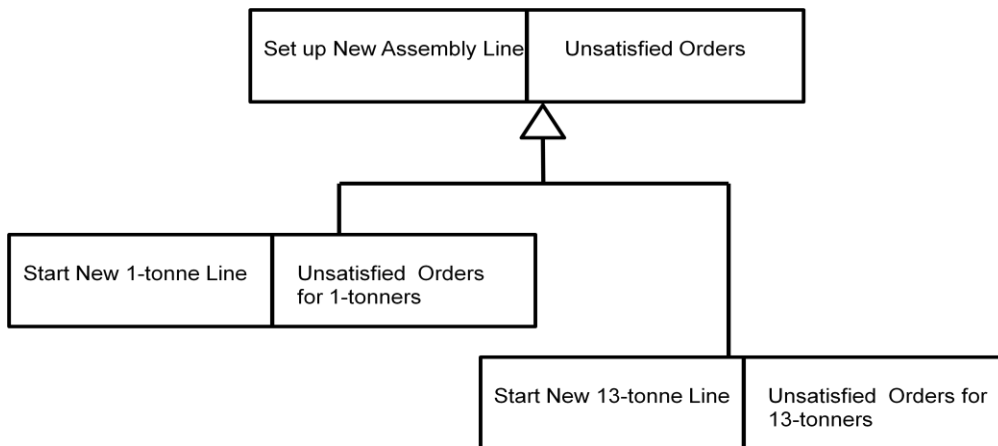 Set up New Assembly Line
Unsatisfied Orders
Start New 1-tonne Line
Unsatisfied Orders
for 1-tonners
Start New 13-tonne Line
Unsatisfied Orders for
13-tonners